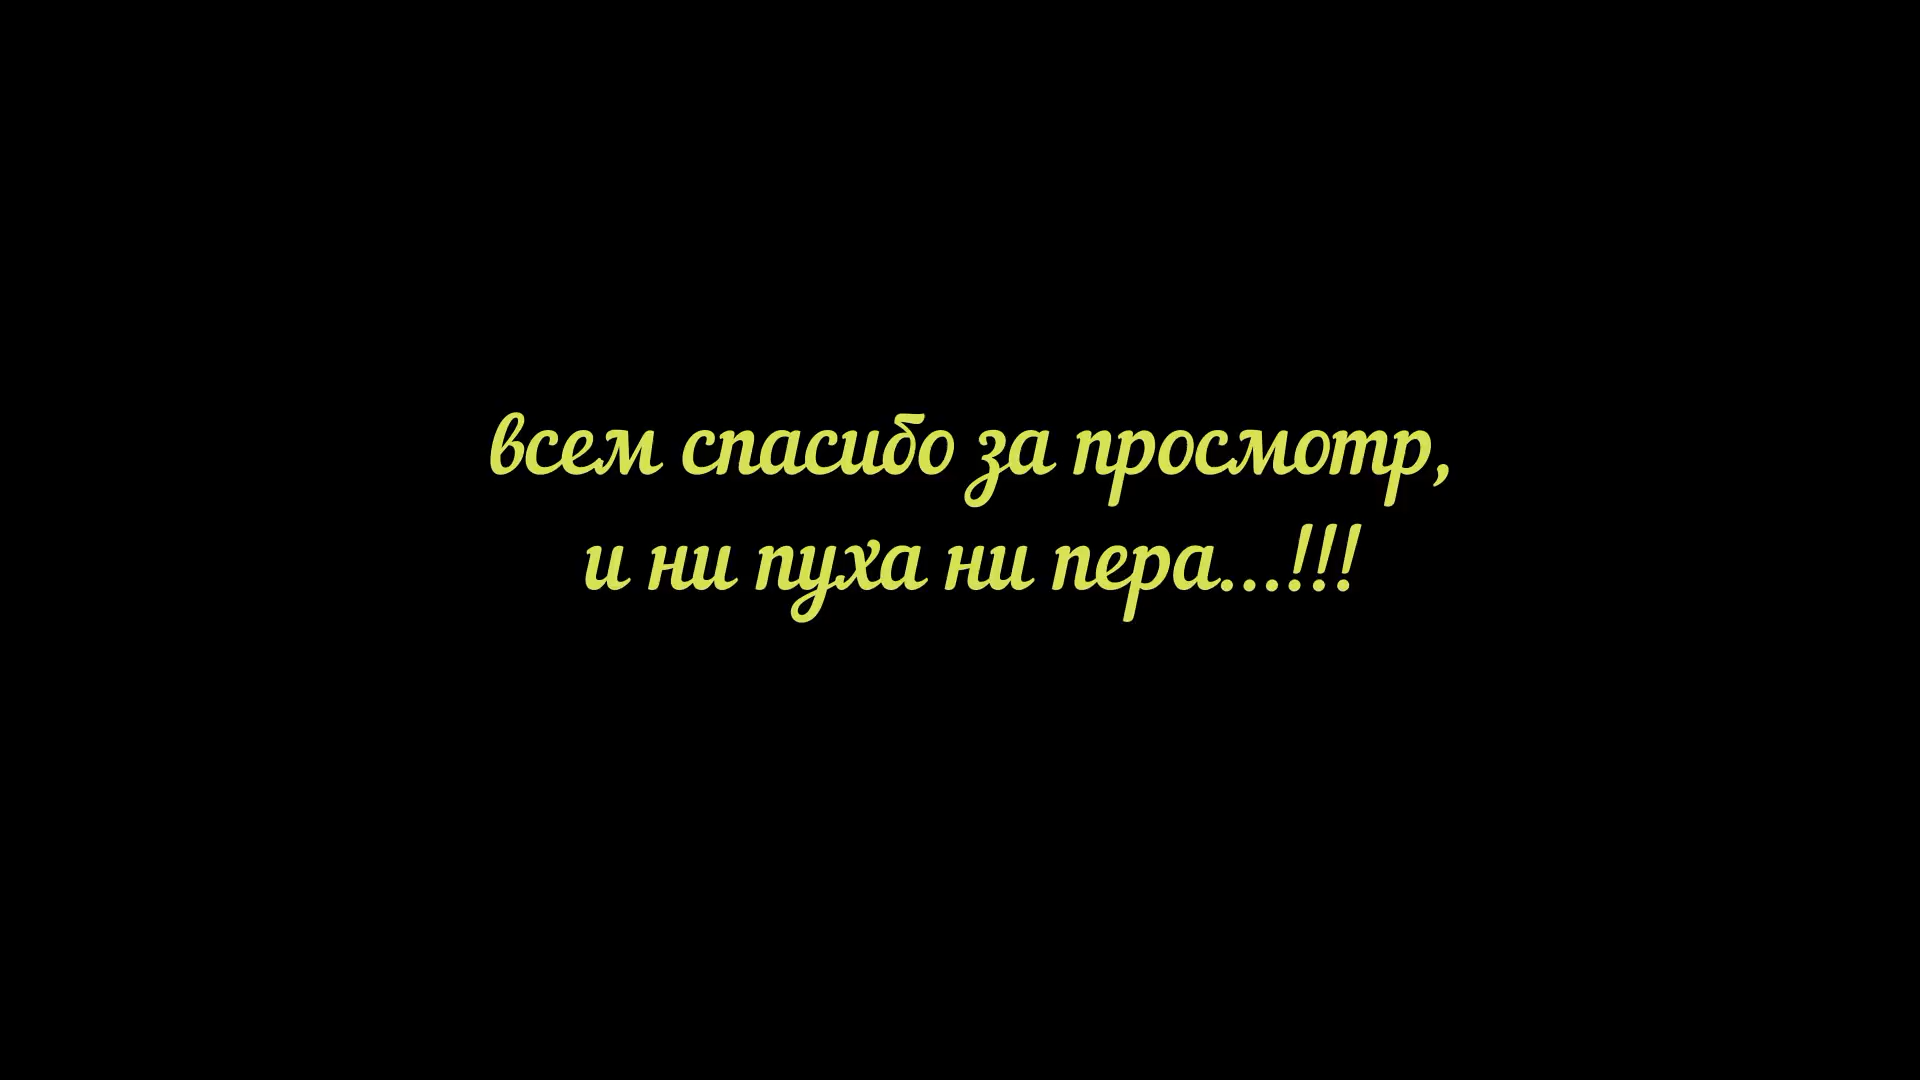 всем спасибо за просмотр,
и ни пуха ни пера...!!!